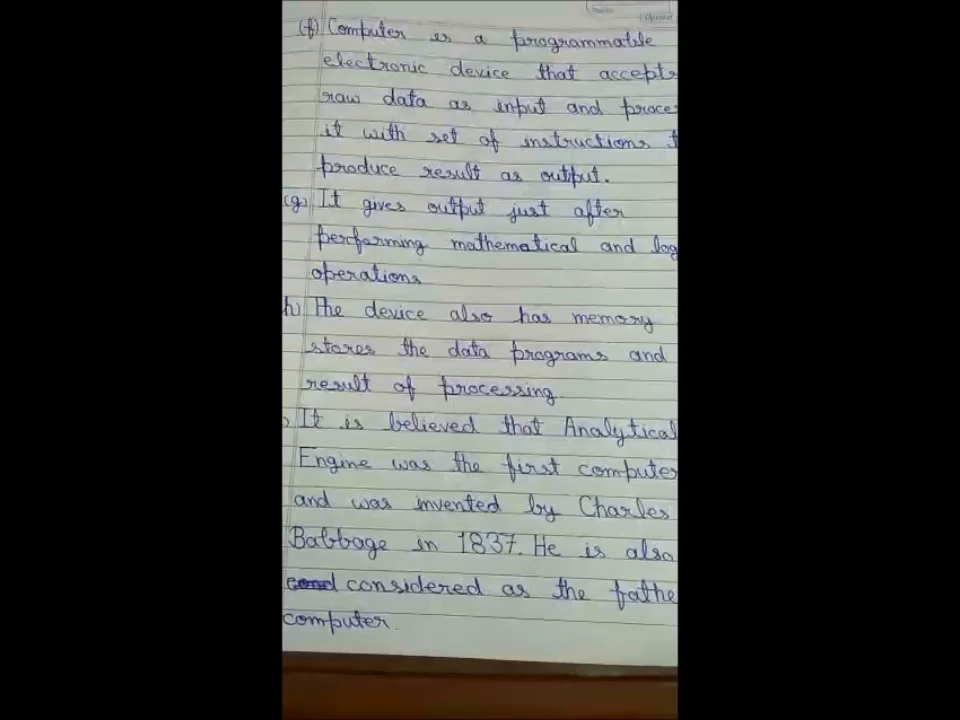 (f) Computer is a programmable
electronic device that accepts
raw data as input and proce
it with set of instructions t
produce result as output.
(g) It gives output just after
performing mathematical and log
operations
h) The device also has memory
stores the data programs and
result of processing.
It is believed that Analytical
Engine was the first computer
and was invented by Charles
Babbage in 1837. He is also
considered as the fathe
computer.